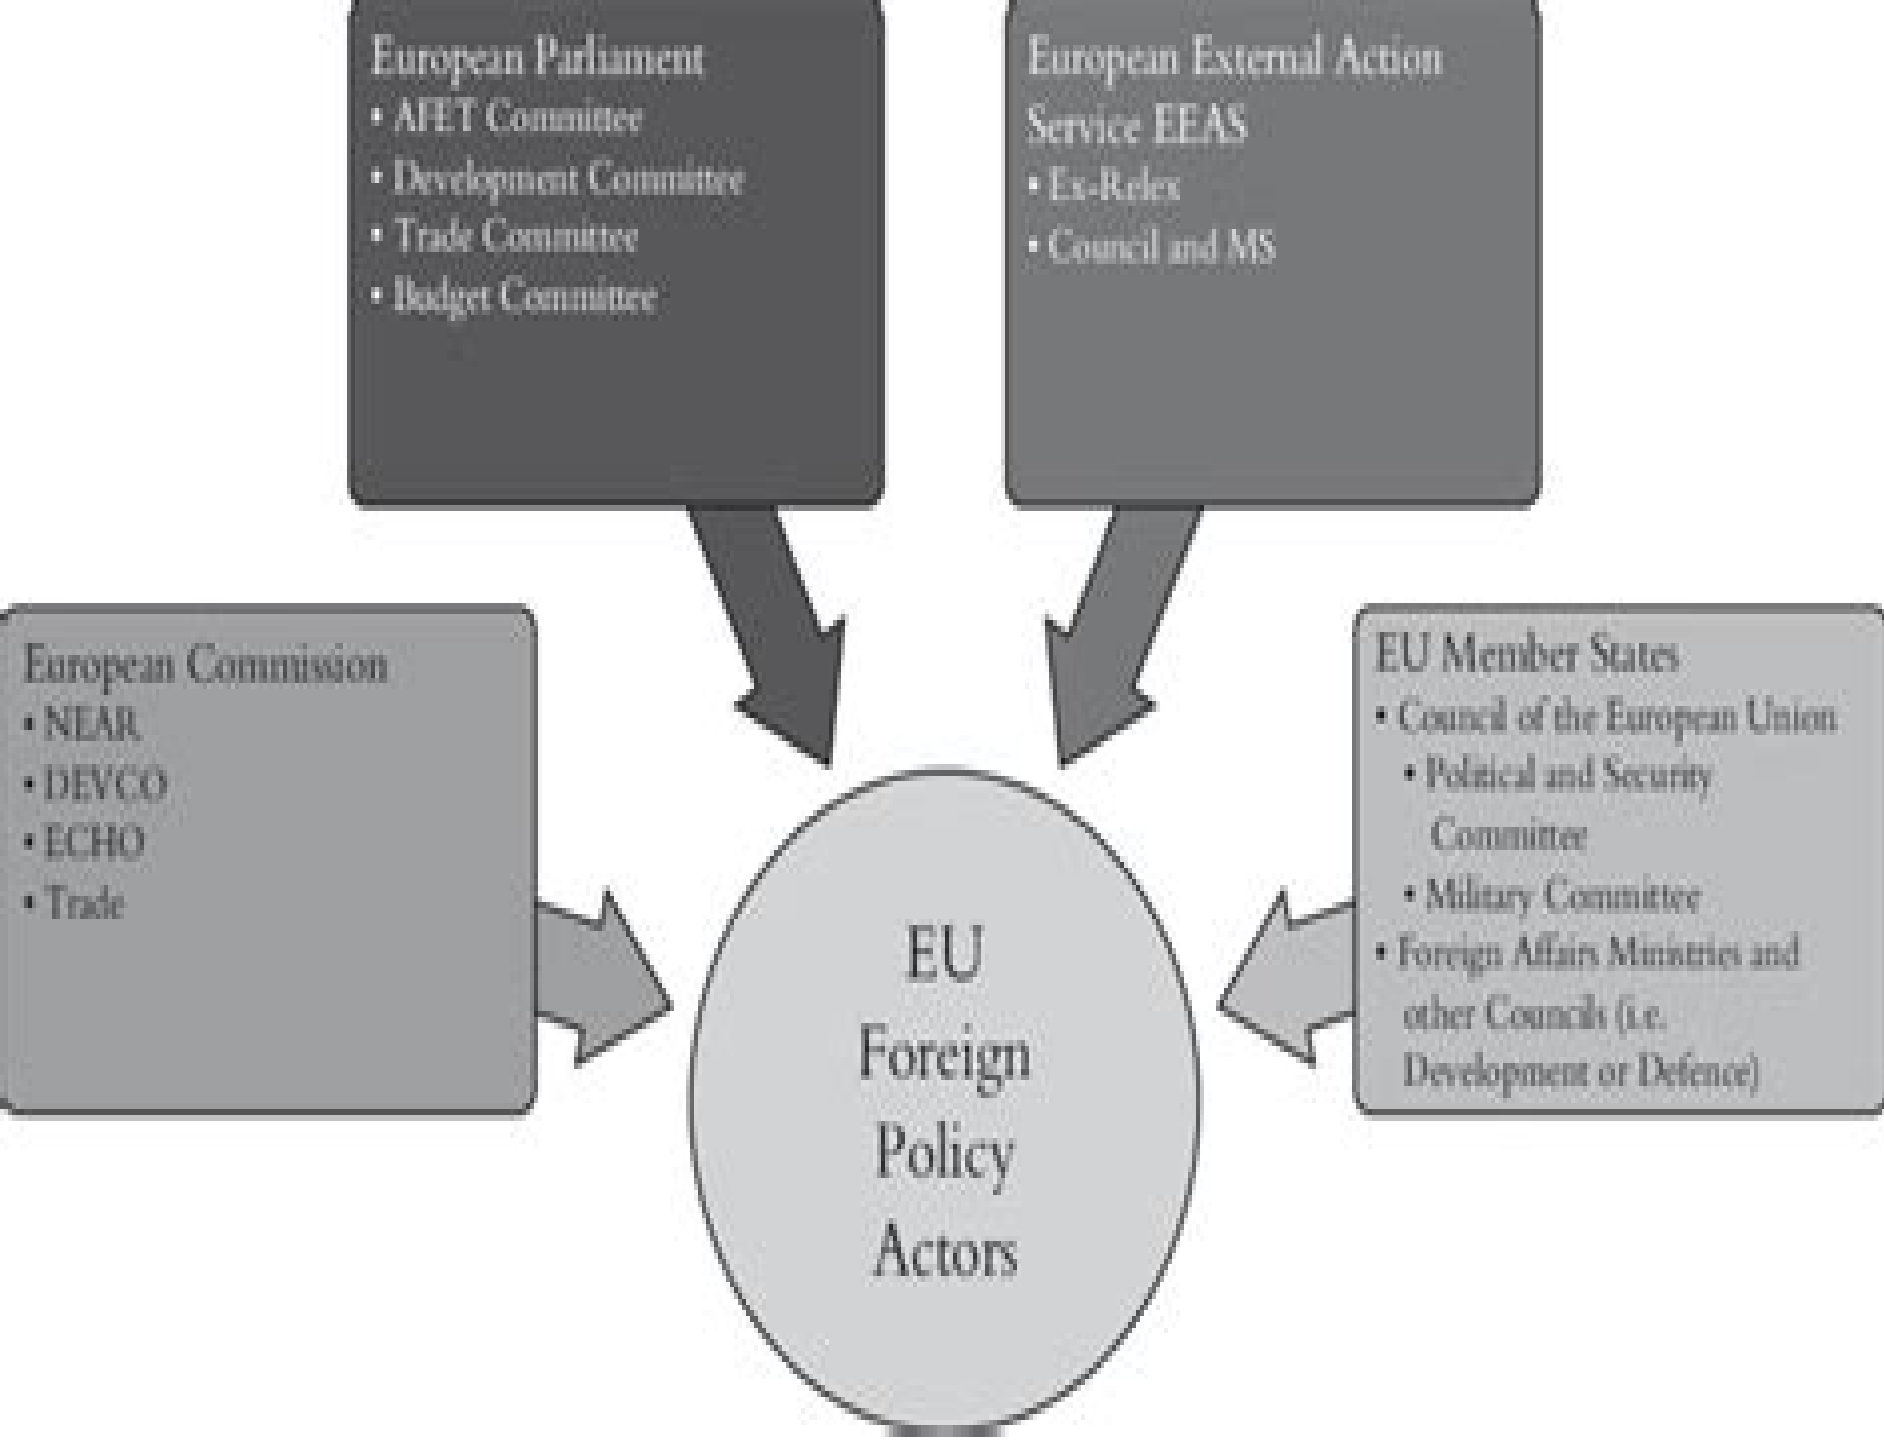 European Parliament
• AFET Committee
• Development Committee
• Trade Committee
• Budget Committee
European External Action
Service EEAS
• Ex-Relex
• Council and MS
European Commission
• NEAR
• DEVCO
• ECHO
• Trade
EU Member States
• Council of the European Union
• Political and Security
Committee
• Military Committee
• Foreign Affairs Ministries and
other Councils (i.e.
Development or Defence)
EU
Foreign
Policy
Actors